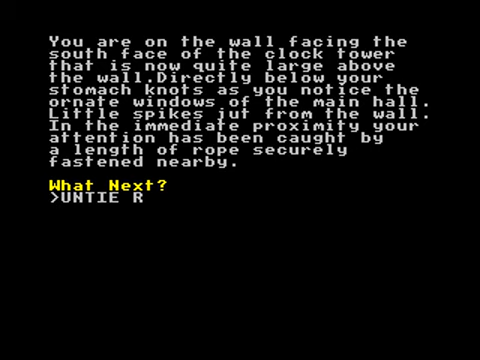 You are on the wall facing the
south face of the clock tower
that is now quite large above
the wall.Directly below your
stomach knots as you notice the
ornate windows of the main hall.
Little spikes jut from the wall.
In the immediate proximity your
attention has been caught by
a length of rope securely
fastened nearby.
What Next?
>UNTIE R